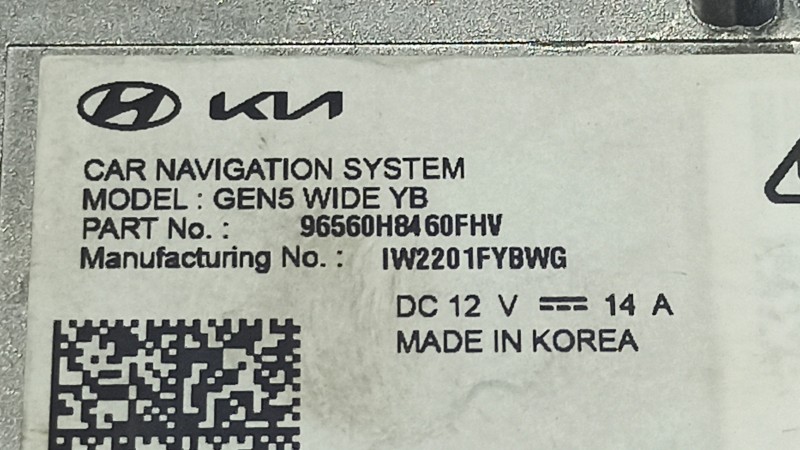 KIA
CAR NAVIGATION SYSTEM
MODEL : GEN5 WIDE YB
PART No. : 96560H8460FHV
Manufacturing No. : IW2201FYBWG
DC 12 V ⎓ 14 A
MADE IN KOREA